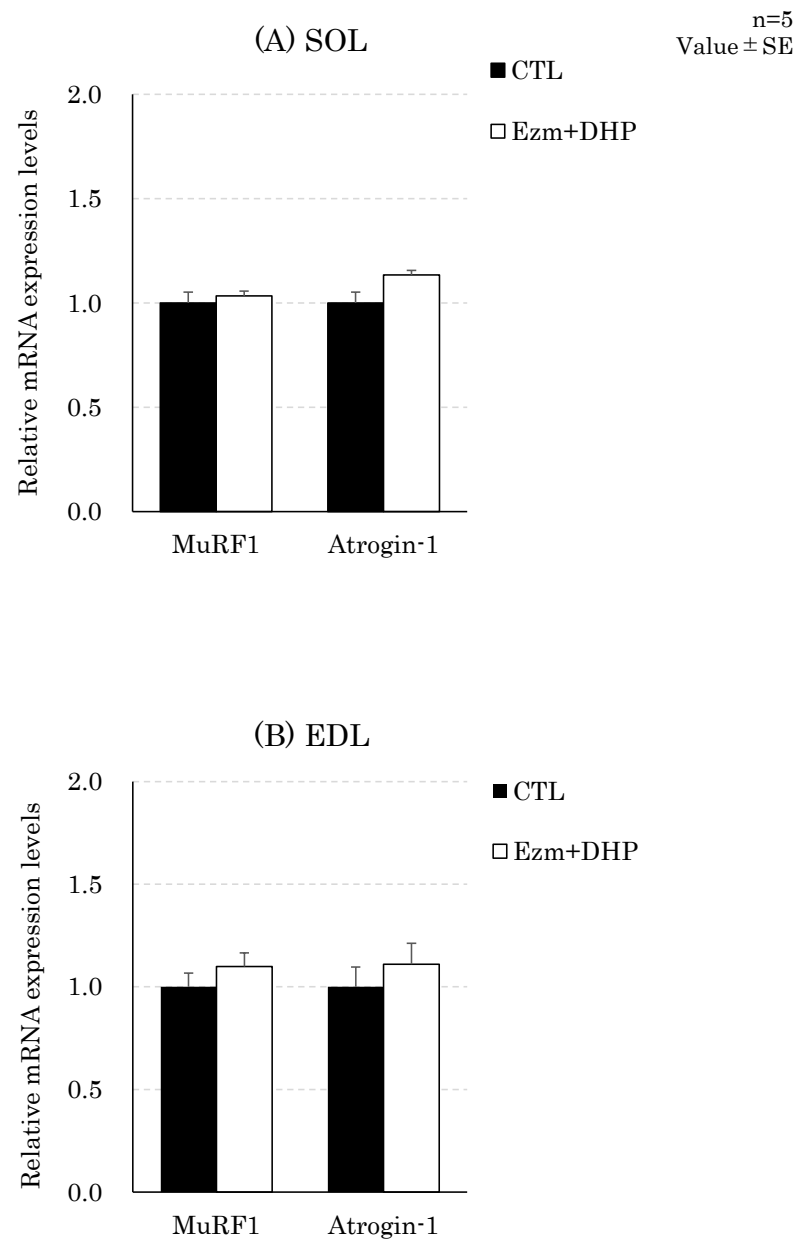 n=5
Value ± SE
(A) SOL
■ CTL
□ Ezm+DHP
Relative mRNA expression levels
2.0
1.5
1.0
0.5
0.0
MuRF1 Atrogin-1
(B) EDL
■ CTL
□ Ezm+DHP
Relative mRNA expression levels
2.0
1.5
1.0
0.5
0.0
MuRF1 Atrogin-1